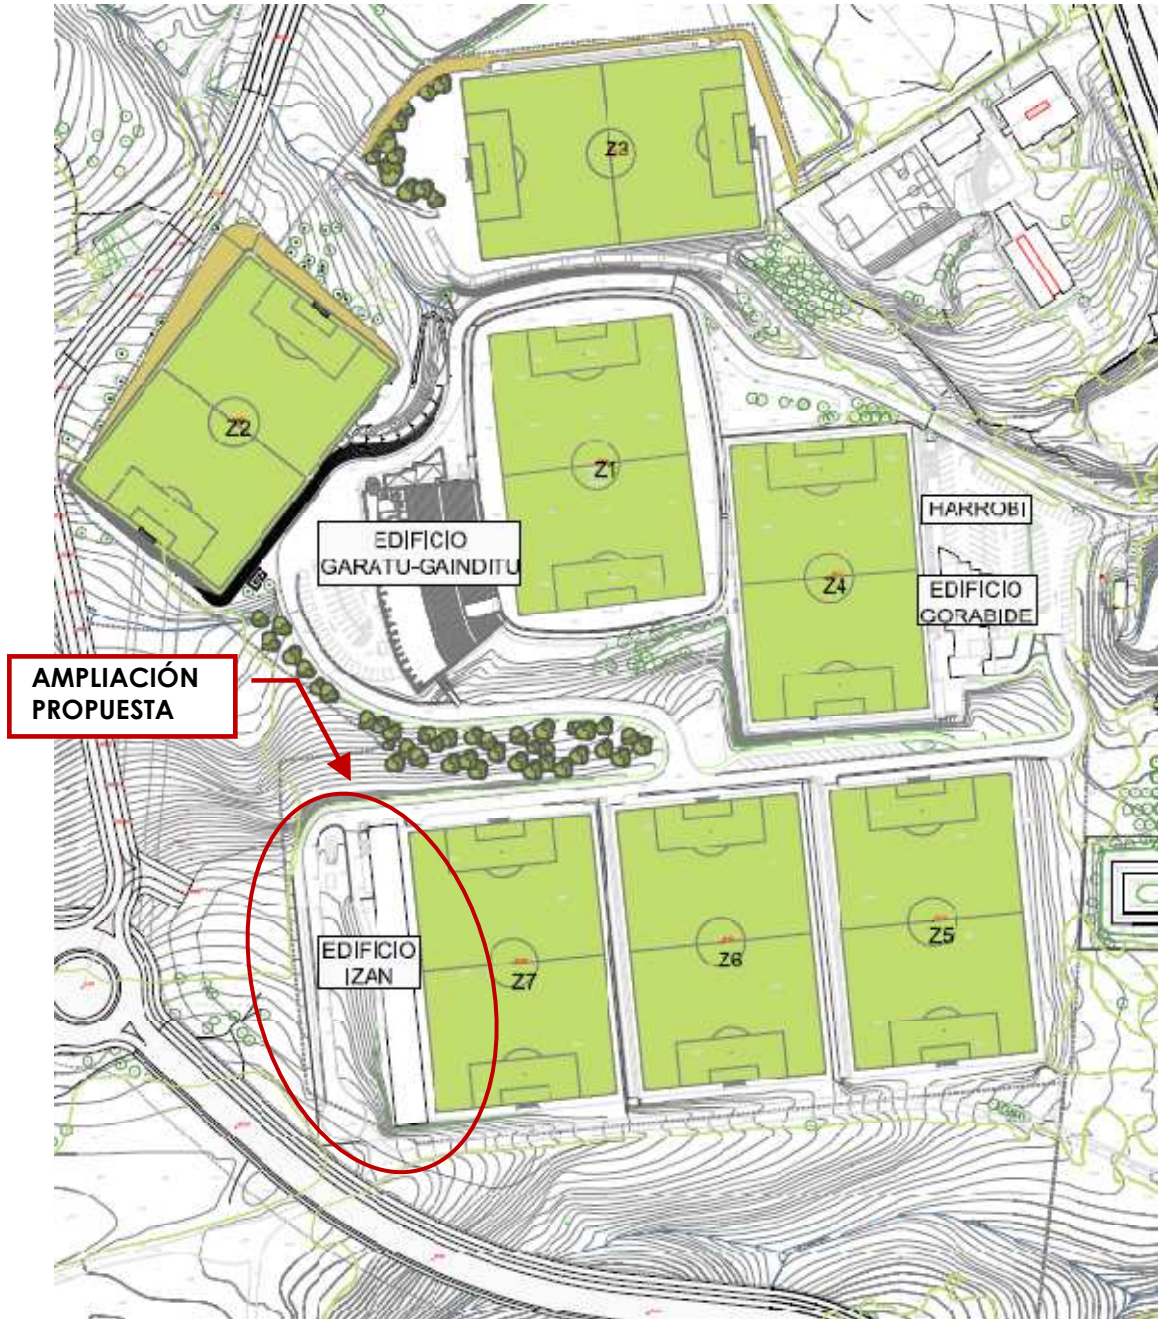 Z3
Z2
Z1
HARROBI
EDIFICIO
GARATU-GAINDITU
Z4
EDIFICIO
GORABIDE
AMPLIACIÓN
PROPUESTA
EDIFICIO
IZAN
Z7
Z6
Z5